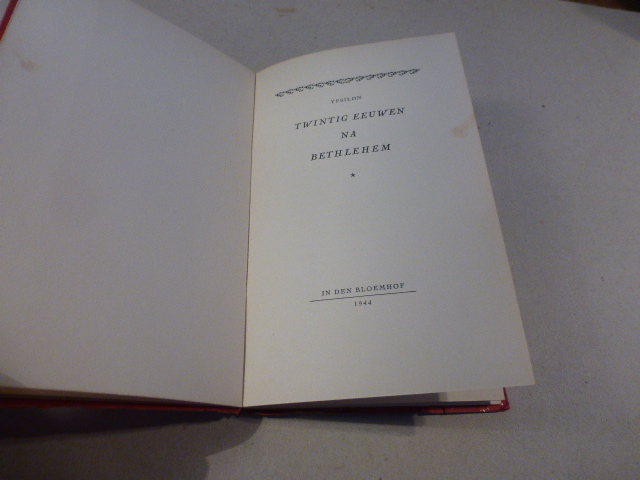 YPSILON
TWINTIG EEUWEN
NA
BETHLEHEM
*
IN DEN BLOEMHOF
1944